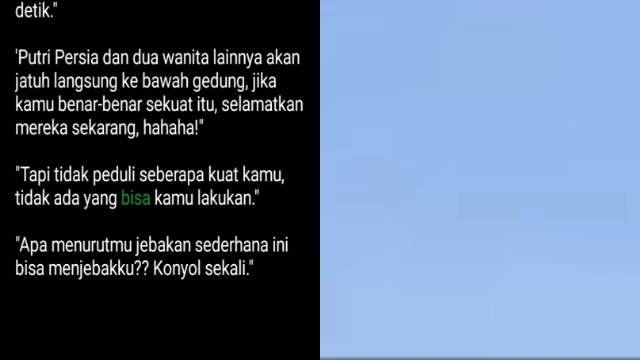 detik."
'Putri Persia dan dua wanita lainnya akan
jatuh langsung ke bawah gedung, jika
kamu benar-benar sekuat itu, selamatkan
mereka sekarang, hahaha!"
"Tapi tidak peduli seberapa kuat kamu,
tidak ada yang bisa kamu lakukan."
"Apa menurutmu jebakan sederhana ini
bisa menjebakku?? Konyol sekali."